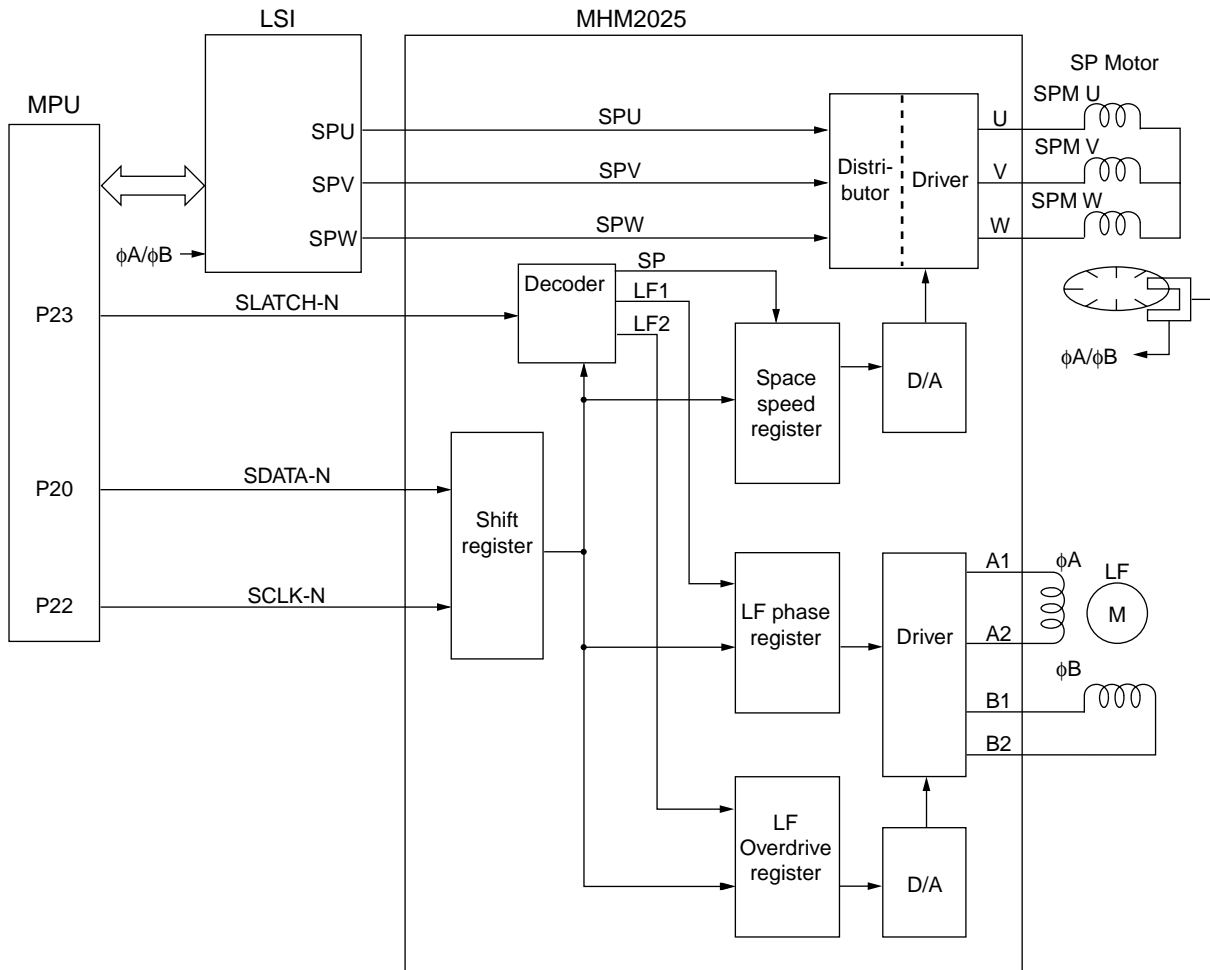 LSI
MHM2025
SP Motor
MPU
SPM U
SPU
SPU
U
SPV
SPV
Distri-
butor
Driver
SPM V
V
SPM W
SPW
SPW
W
ϕA/ϕB
SP
Decoder
LF1
LF2
P23
SLATCH-N
ϕA/ϕB
Space
speed
register
D/A
P20
SDATA-N
Shift
register
P22
SCLK-N
A1
ϕA
LF
M
LF phase
register
Driver
A2
ϕB
B1
B2
LF
Overdrive
register
D/A